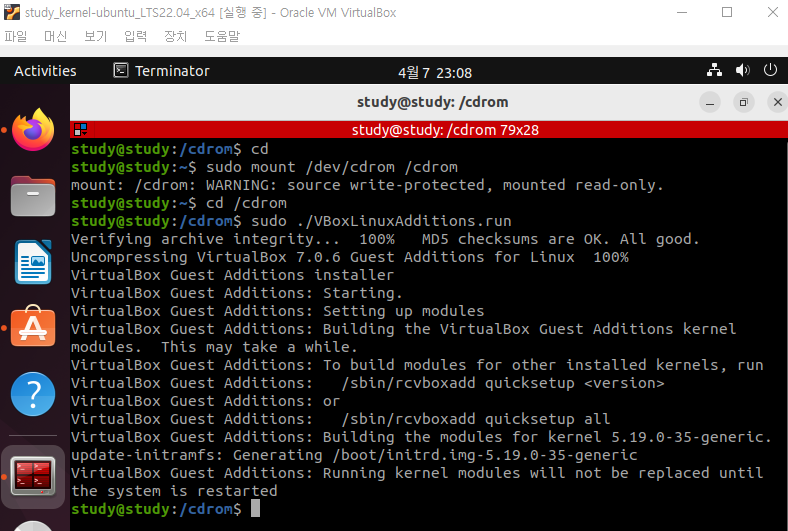 study_kernel-ubuntu_LTS22.04_x64 [실행 중] - Oracle VM VirtualBox
파일 머신 보기 입력 장치 도움말
Activities Terminator 4월 7 23:08
study@study: /cdrom
study@study: /cdrom 79x28
study@study:/cdrom$ cd
study@study:~$ sudo mount /dev/cdrom /cdrom
mount: /cdrom: WARNING: source write-protected, mounted read-only.
study@study:~$ cd /cdrom
study@study:/cdrom$ sudo ./VBoxLinuxAdditions.run
Verifying archive integrity...  100%   MD5 checksums are OK. All good.
Uncompressing VirtualBox 7.0.6 Guest Additions for Linux  100%
VirtualBox Guest Additions installer
VirtualBox Guest Additions: Starting.
VirtualBox Guest Additions: Setting up modules
VirtualBox Guest Additions: Building the VirtualBox Guest Additions kernel
modules.  This may take a while.
VirtualBox Guest Additions: To build modules for other installed kernels, run
VirtualBox Guest Additions:   /sbin/rcvboxadd quicksetup <version>
VirtualBox Guest Additions: or
VirtualBox Guest Additions:   /sbin/rcvboxadd quicksetup all
VirtualBox Guest Additions: Building the modules for kernel 5.19.0-35-generic.
update-initramfs: Generating /boot/initrd.img-5.19.0-35-generic
VirtualBox Guest Additions: Running kernel modules will not be replaced until
the system is restarted
study@study:/cdrom$